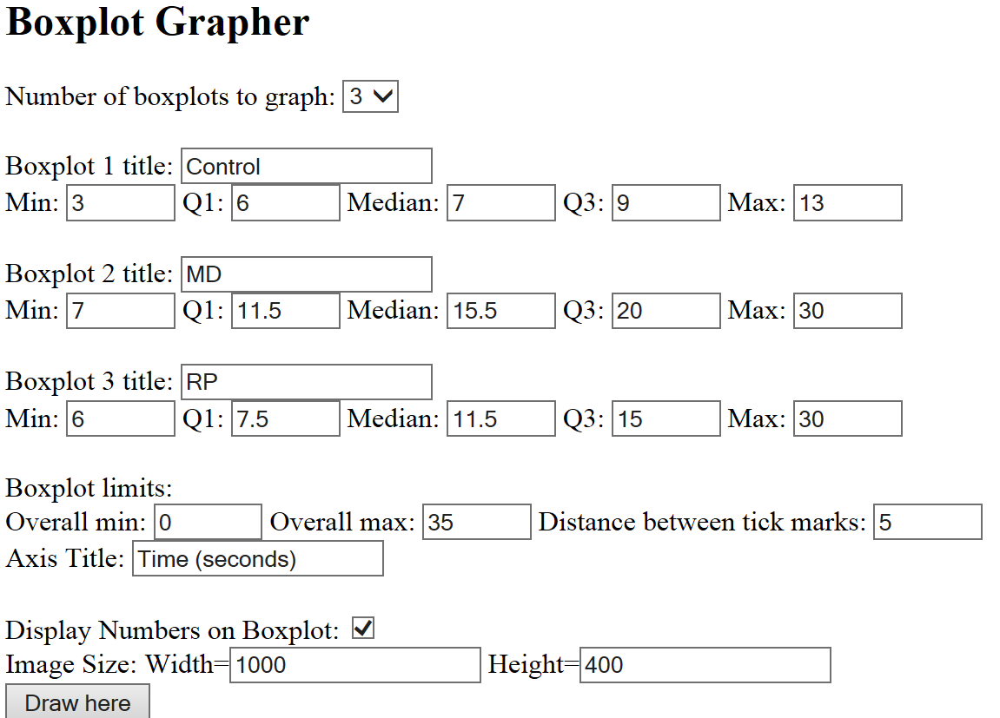 Boxplot Grapher
Number of boxplots to graph: 3
Boxplot 1 title: Control
Min: 3 Q1: 6 Median: 7 Q3: 9 Max: 13
Boxplot 2 title: MD
Min: 7 Q1: 11.5 Median: 15.5 Q3: 20 Max: 30
Boxplot 3 title: RP
Min: 6 Q1: 7.5 Median: 11.5 Q3: 15 Max: 30
Boxplot limits:
Overall min: 0 Overall max: 35 Distance between tick marks: 5
Axis Title: Time (seconds)
Display Numbers on Boxplot:
Image Size: Width=1000 Height=400
Draw here